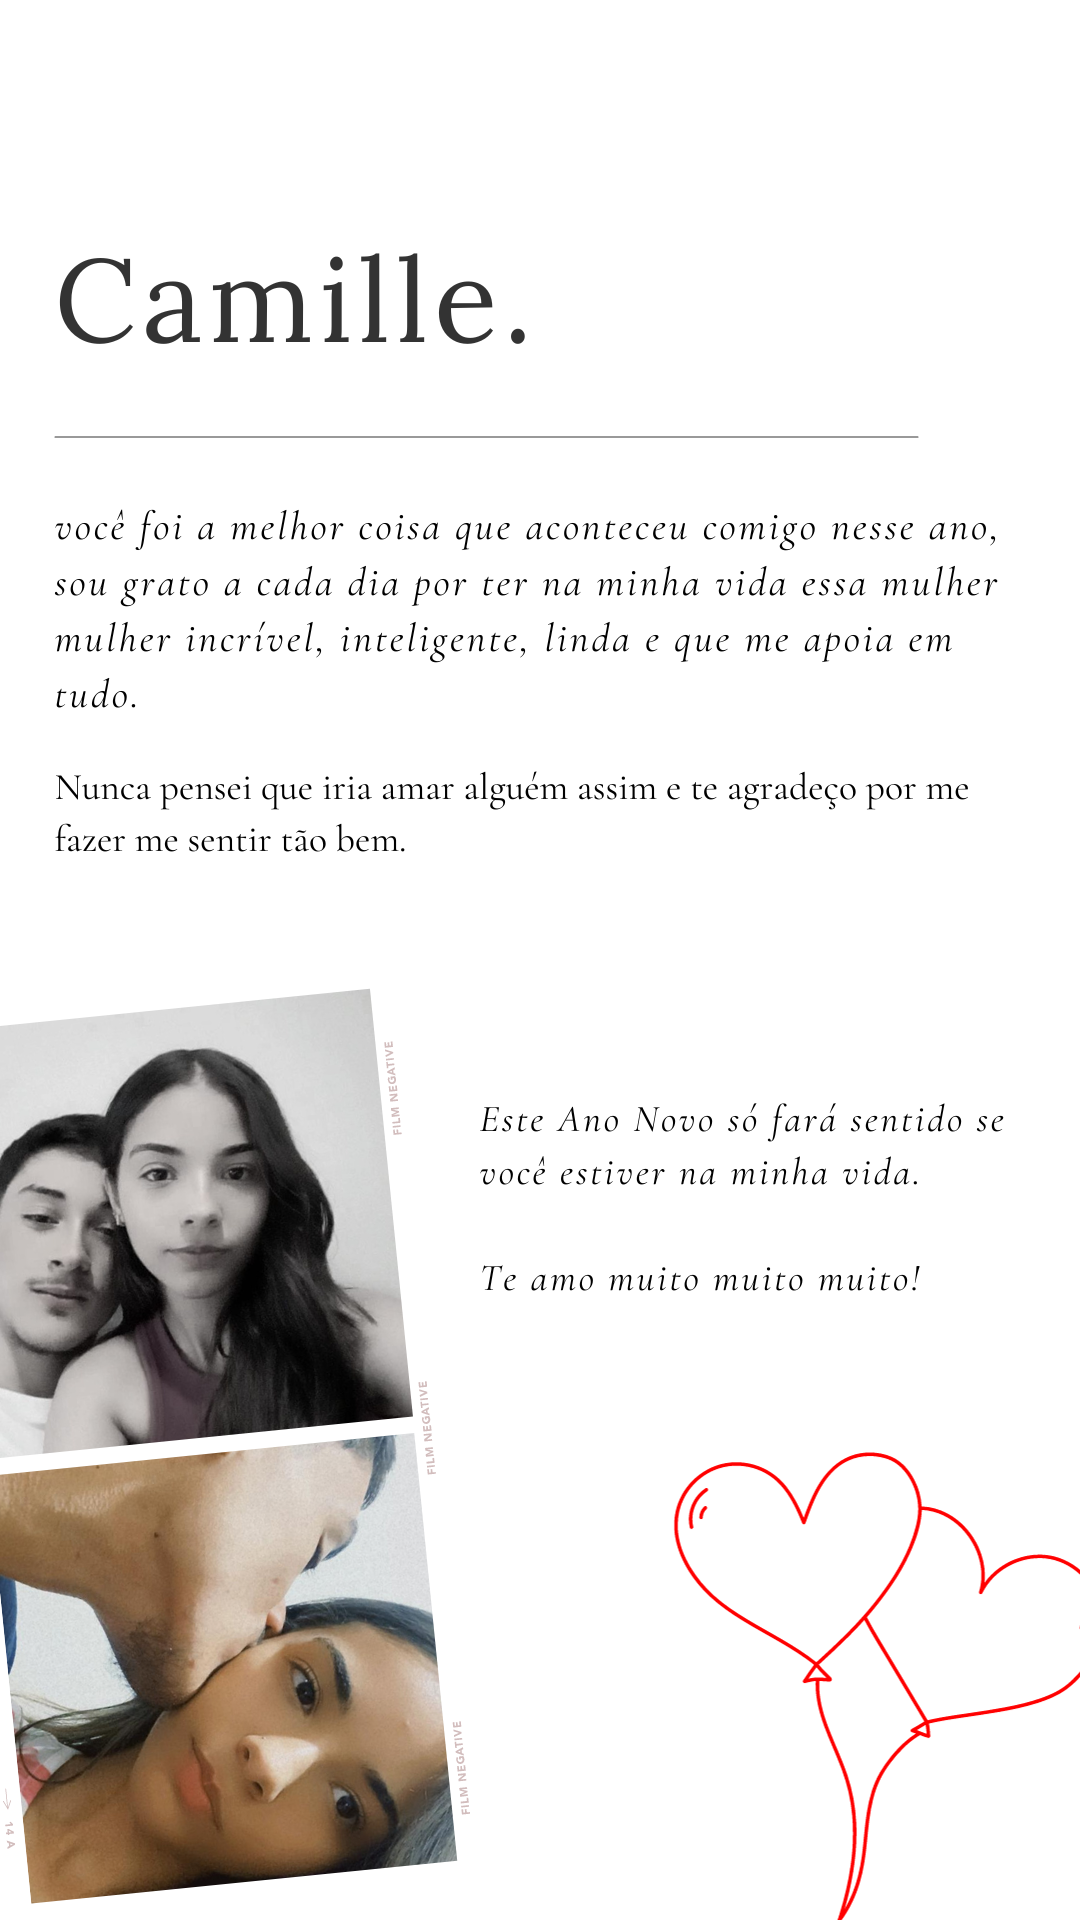 Camille.
você foi a melhor coisa que aconteceu comigo nesse ano,
sou grato a cada dia por ter na minha vida essa mulher
mulher incrível, inteligente, linda e que me apoia em
tudo.
Nunca pensei que iria amar alguém assim e te agradeço por me
fazer me sentir tão bem.
FILM NEGATIVE
Este Ano Novo só fará sentido se
você estiver na minha vida.
Te amo muito muito muito!
FILM NEGATIVE
FILM NEGATIVE
→ 14 A